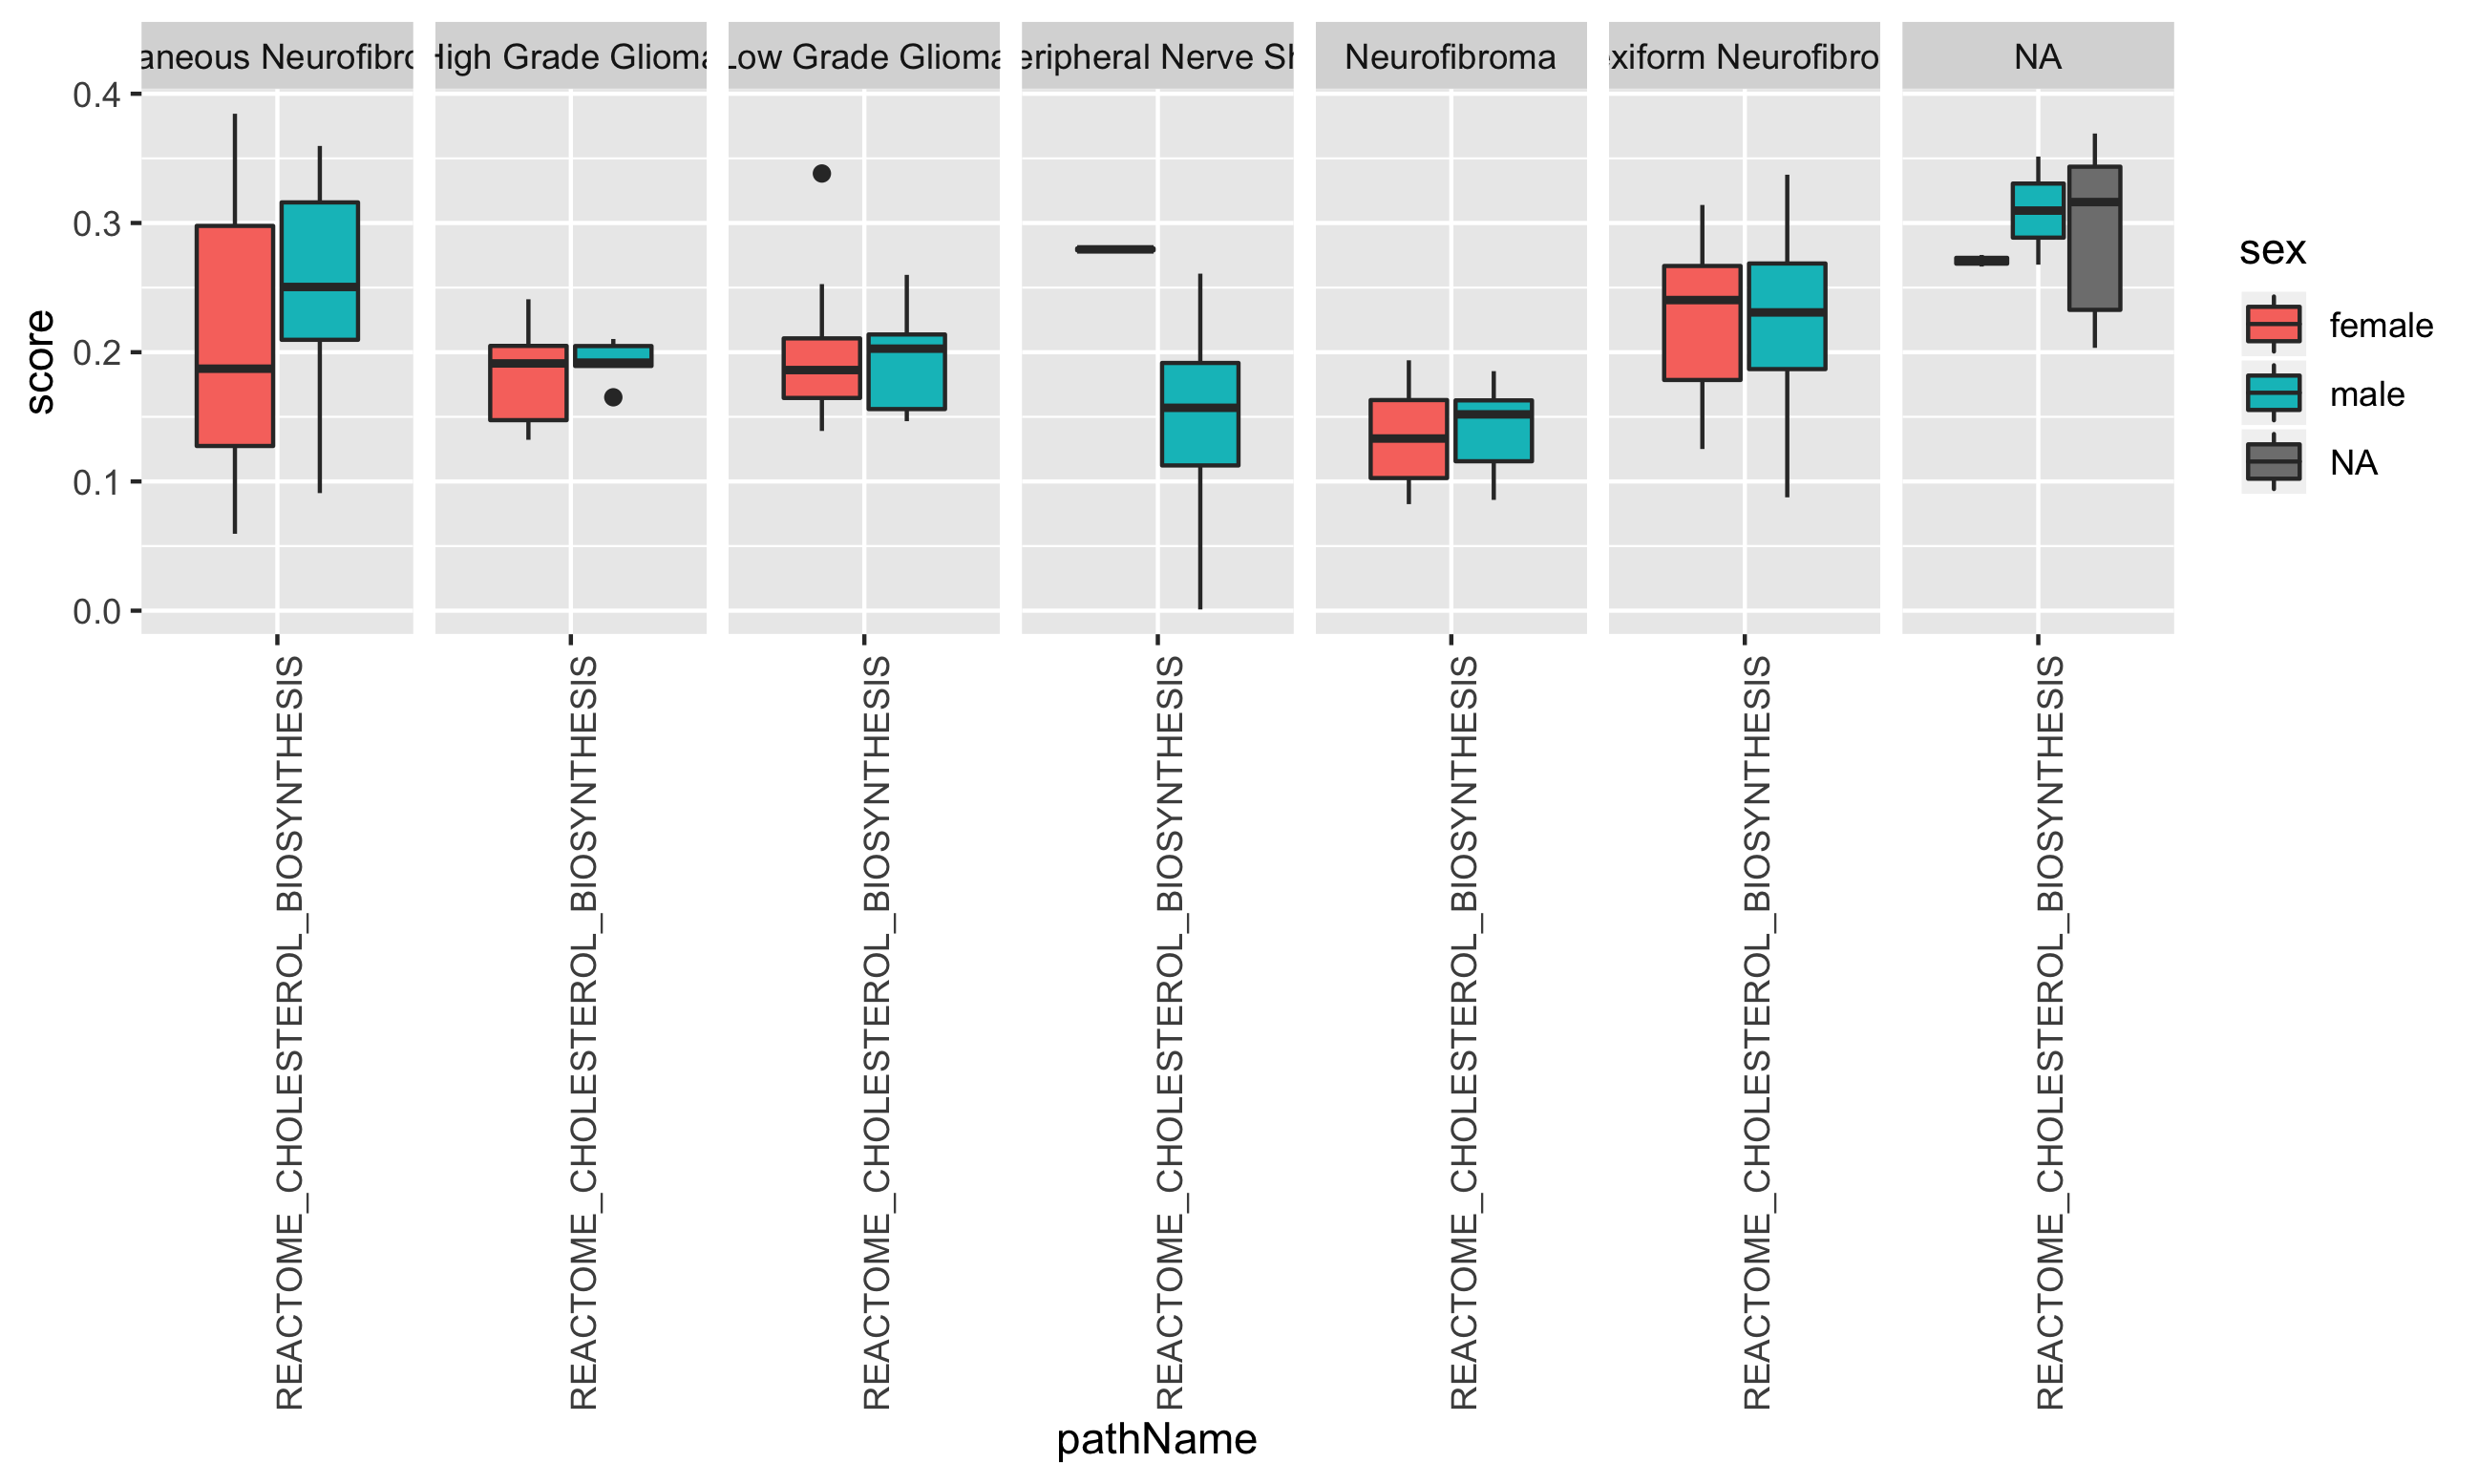 aneous Neurofibro
High Grade Glioma
Low Grade Glioma
eripheral Nerve Sh
Neurofibroma
exiform Neurofibro
NA
0.4
0.3
0.2
0.1
0.0
score
sex
female
male
NA
REACTOME_CHOLESTEROL_BIOSYNTHESIS
REACTOME_CHOLESTEROL_BIOSYNTHESIS
REACTOME_CHOLESTEROL_BIOSYNTHESIS
REACTOME_CHOLESTEROL_BIOSYNTHESIS
REACTOME_CHOLESTEROL_BIOSYNTHESIS
REACTOME_CHOLESTEROL_BIOSYNTHESIS
REACTOME_CHOLESTEROL_BIOSYNTHESIS
pathName